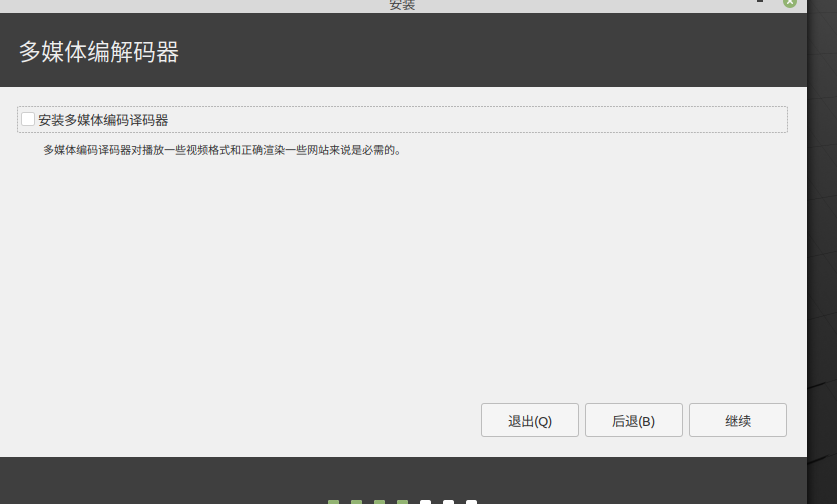 安装
多媒体编解码器
安装多媒体编码译码器
多媒体编码译码器对播放一些视频格式和正确渲染一些网站来说是必需的。
退出(Q)
后退(B)
继续